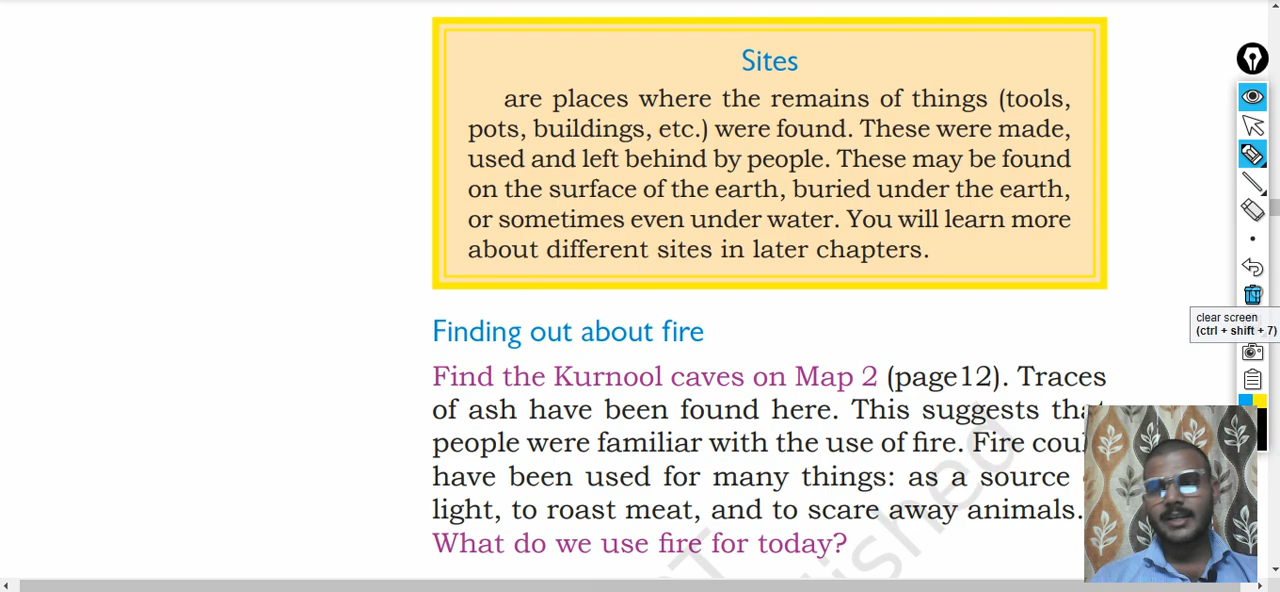 Sites
are places where the remains of things (tools,
pots, buildings, etc.) were found. These were made,
used and left behind by people. These may be found
on the surface of the earth, buried under the earth,
or sometimes even under water. You will learn more
about different sites in later chapters.
clear screen
(ctrl + shift + 7)
Finding out about fire
Find the Kurnool caves on Map 2 (page12). Traces
of ash have been found here. This suggests that
people were familiar with the use of fire. Fire coul
have been used for many things: as a source
light, to roast meat, and to scare away animals.
What do we use fire for today?